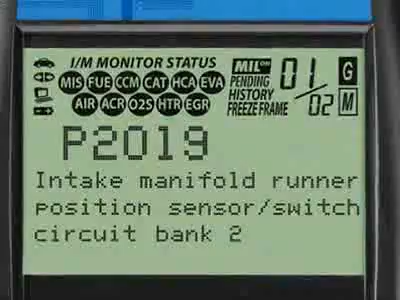 I/M MONITOR STATUS
MIL ON
01
G
MIS FUE CCM CAT HCA EVA
PENDING
HISTORY
AIR ACR O2S HTR EGR
FREEZE FRAME
02
M
P2019
Intake manifold runner
position sensor/switch
circuit bank 2